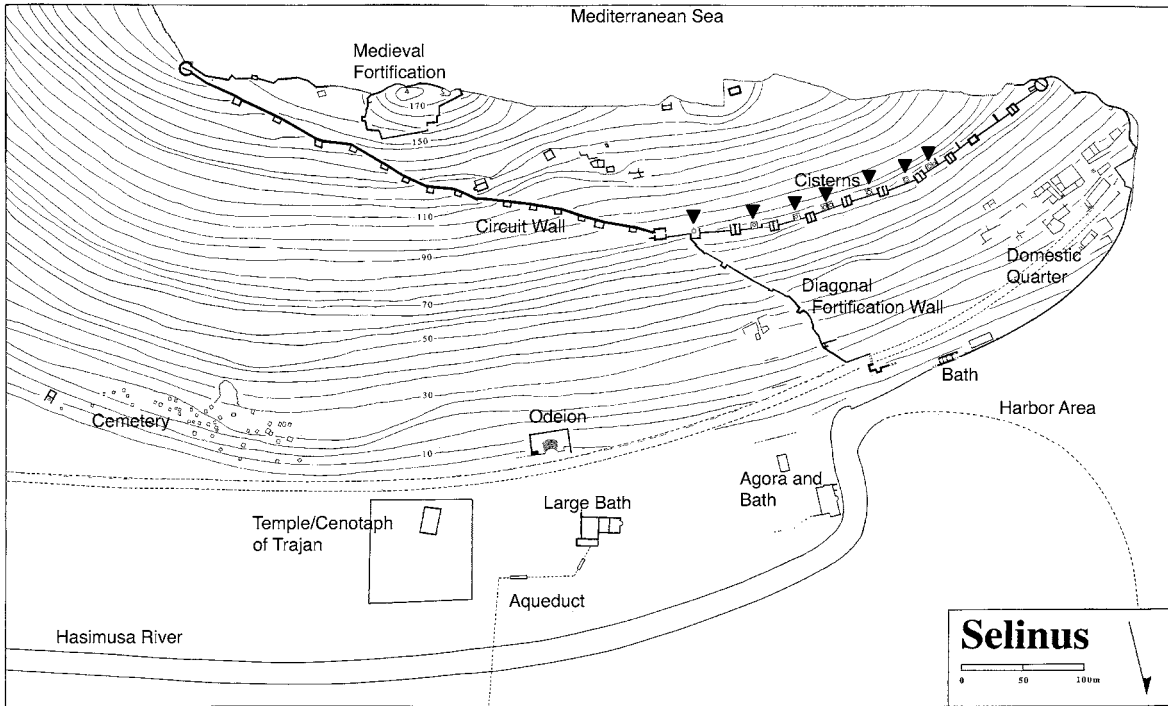 Mediterranean Sea
Medieval
Fortification
170
150
Cisterns
110
Circuit Wall
90
Domestic
Quarter
Diagonal
Fortification Wall
70
50
Bath
30
Cemetery
Odeion
Harbor Area
10
Agora and
Bath
Large Bath
Temple/Cenotaph
of Trajan
Aqueduct
Hasimusa River
Selinus
0 50 100m